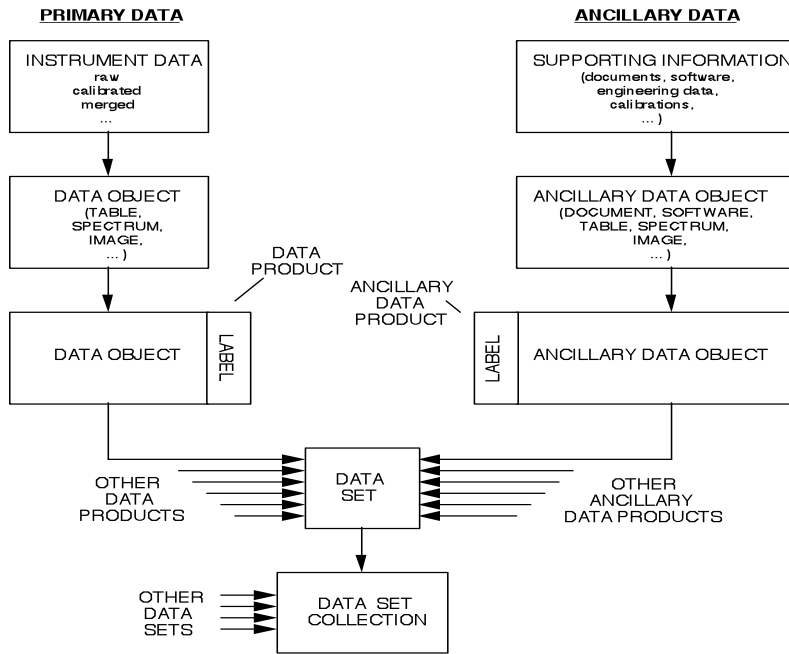 PRIMARY DATA
INSTRUMENT DATA
raw
calibrated
merged
...
DATA OBJECT
(TABLE,
SPECTRUM,
IMAGE,
... )
DATA
PRODUCT
DATA OBJECT
LABEL
ANCILLARY DATA
SUPPORTING INFORMATION
(documents, software,
engineering data,
calibrations,
... )
ANCILLARY DATA OBJECT
(DOCUMENT, SOFTWARE,
TABLE, SPECTRUM,
IMAGE,
... )
ANCILLARY
DATA
PRODUCT
LABEL
ANCILLARY DATA OBJECT
OTHER
DATA
PRODUCTS
DATA
SET
OTHER
ANCILLARY
DATA PRODUCTS
OTHER
DATA
SETS
DATA SET
COLLECTION